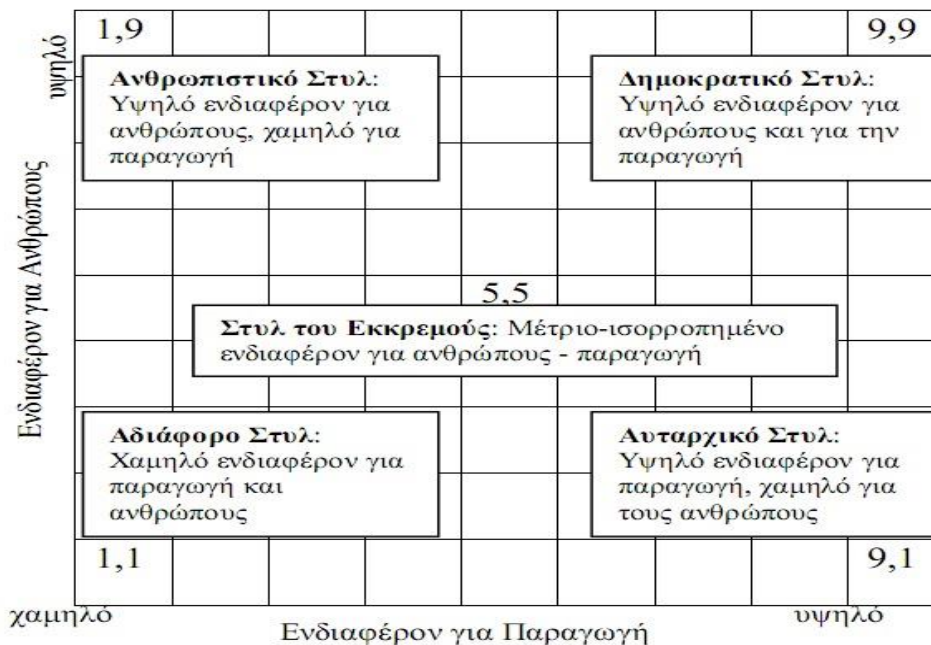 1,9
9,9
υψηλό
Ανθρωπιστικό Στυλ:
Υψηλό ενδιαφέρον για
ανθρώπους, χαμηλό για
παραγωγή
Δημοκρατικό Στυλ:
Υψηλό ενδιαφέρον για
ανθρώπους και για την
παραγωγή
Ενδιαφέρον για Ανθρώπους
5,5
Στυλ του Εκκρεμούς: Μέτριο-ισορροπημένο
ενδιαφέρον για ανθρώπους - παραγωγή
Αδιάφορο Στυλ:
Χαμηλό ενδιαφέρον για
παραγωγή και
ανθρώπους
Αυταρχικό Στυλ:
Υψηλό ενδιαφέρον για
παραγωγή, χαμηλό για
τους ανθρώπους
1,1
9,1
χαμηλό
υψηλό
Ενδιαφέρον για Παραγωγή